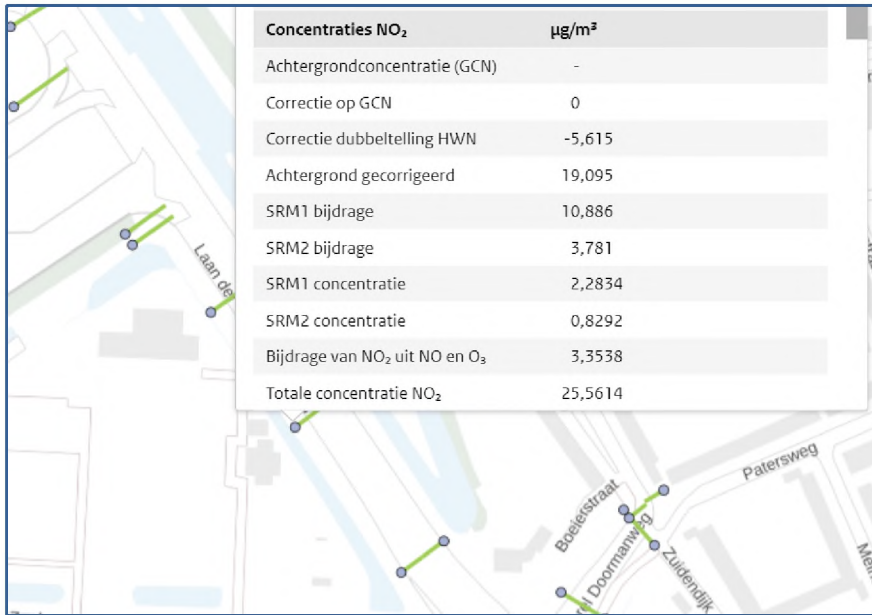 Concentraties NO₂ µg/m³
Achtergrondconcentratie (GCN) -
Correctie op GCN 0
Correctie dubbeltelling HWN -5,615
Achtergrond gecorrigeerd 19,095
SRM1 bijdrage 10,886
SRM2 bijdrage 3,781
SRM1 concentratie 2,2834
SRM2 concentratie 0,8292
Bijdrage van NO₂ uit NO en O₃ 3,3538
Totale concentratie NO₂ 25,5614
Laan de
Patersweg
Boeierstraat
rel Doormanweg
Zuidendijk